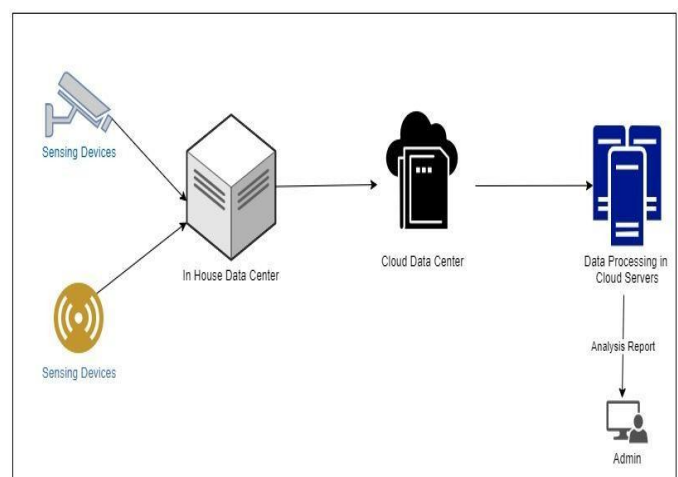 Sensing Devices
In House Data Center
Cloud Data Center
Data Processing in
Cloud Servers
Sensing Devices
Analysis Report
Admin